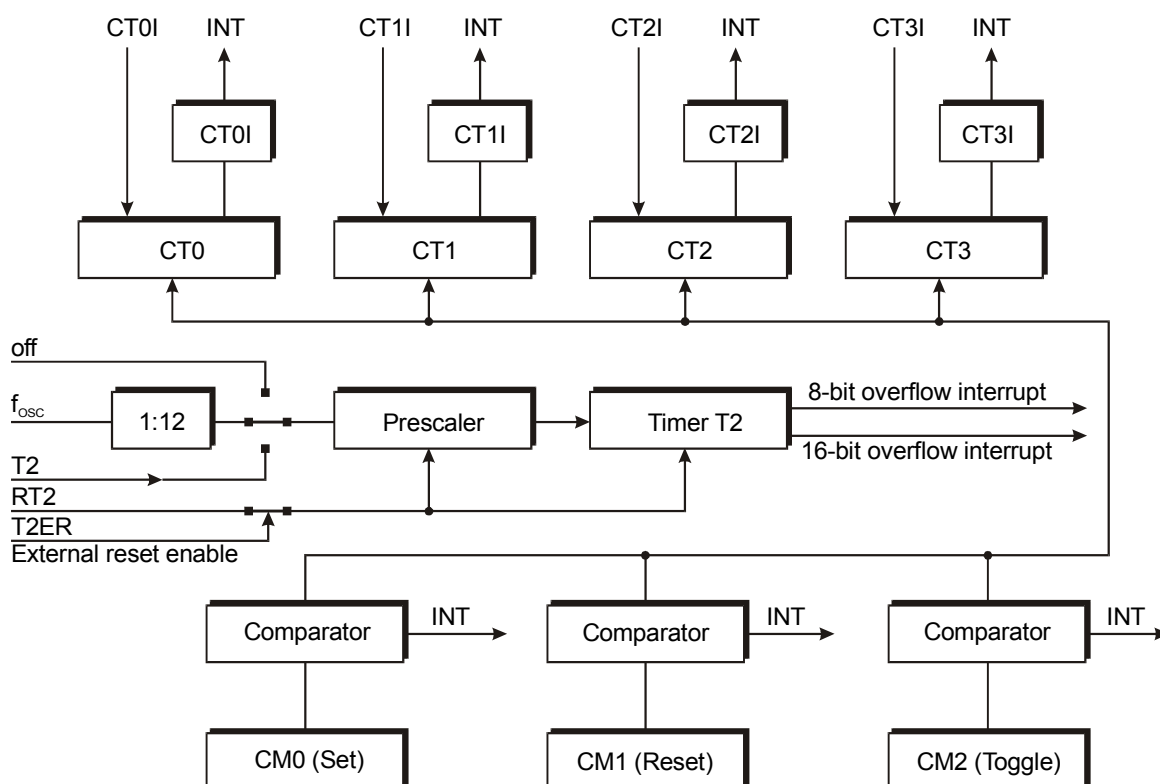 CT0I INT CT1I INT CT2I INT CT3I INT
CT0I CT1I CT2I CT3I
CT0 CT1 CT2 CT3
off
8-bit overflow interrupt
fosc 1:12 Prescaler Timer T2
16-bit overflow interrupt
T2
RT2
T2ER
External reset enable
INT INT INT
Comparator Comparator Comparator
CM0 (Set) CM1 (Reset) CM2 (Toggle)